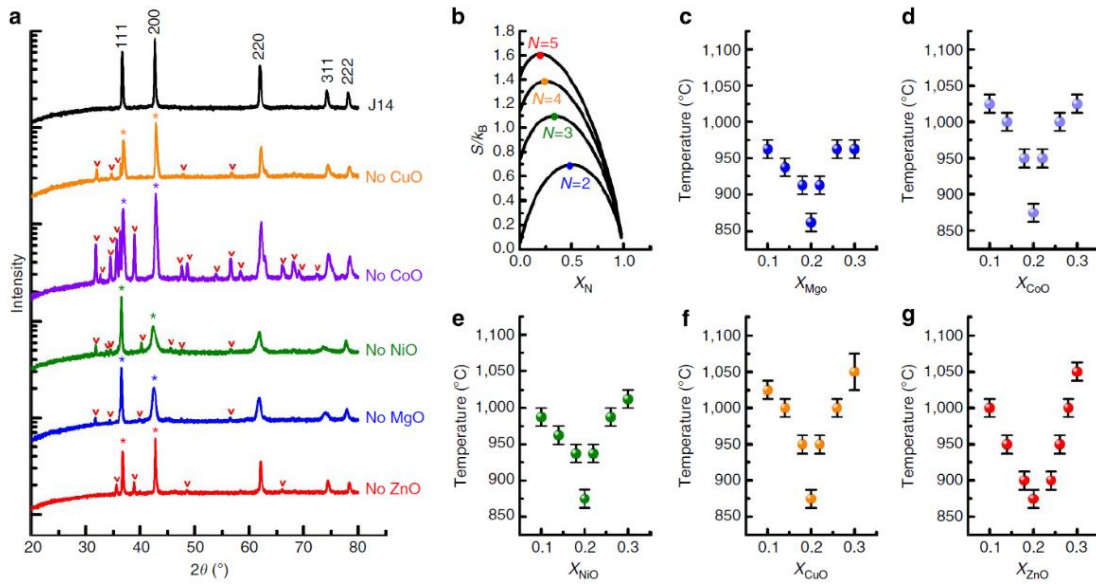 a
111
200
220
311
222
J14
No CuO
No CoO
No NiO
No MgO
No ZnO
* v v v v v
* * v v v v v v v v v v v v v
* * v v v v v v v
* * v v v v v
* * v v v v
Intensity
20 30 40 50 60 70 80
2θ (°)
b
S/kB
1.8
1.6
1.4
1.2
1.0
0.8
0.6
0.4
0.2
0.0
N=5
N=4
N=3
N=2
0.0 0.5 1.0
XN
c
Temperature (°C)
1,100
1,050
1,000
950
900
850
0.1 0.2 0.3
XMgo
d
Temperature (°C)
1,100
1,050
1,000
950
900
850
0.1 0.2 0.3
XCoO
e
Temperature (°C)
1,100
1,050
1,000
950
900
850
0.1 0.2 0.3
XNiO
f
Temperature (°C)
1,100
1,050
1,000
950
900
850
0.1 0.2 0.3
XCuO
g
Temperature (°C)
1,100
1,050
1,000
950
900
850
0.1 0.2 0.3
XZnO